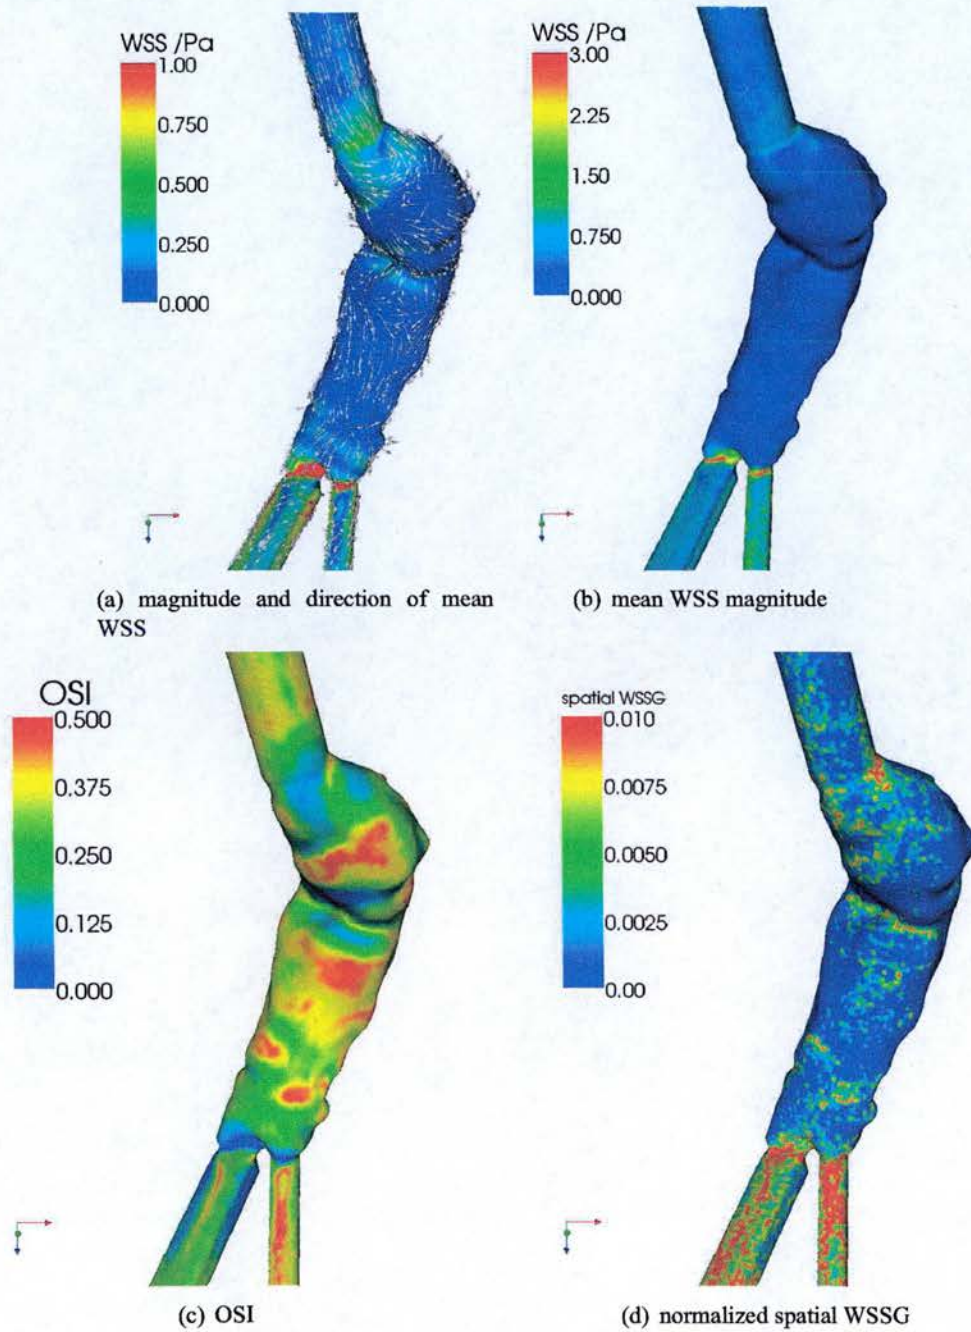 WSS /Pa
1.00
0.750
0.500
0.250
0.000
WSS /Pa
3.00
2.25
1.50
0.750
0.000
(a) magnitude and direction of mean
WSS
(b) mean WSS magnitude
OSI
0.500
0.375
0.250
0.125
0.000
spatial WSSG
0.010
0.0075
0.0050
0.0025
0.00
(c) OSI
(d) normalized spatial WSSG